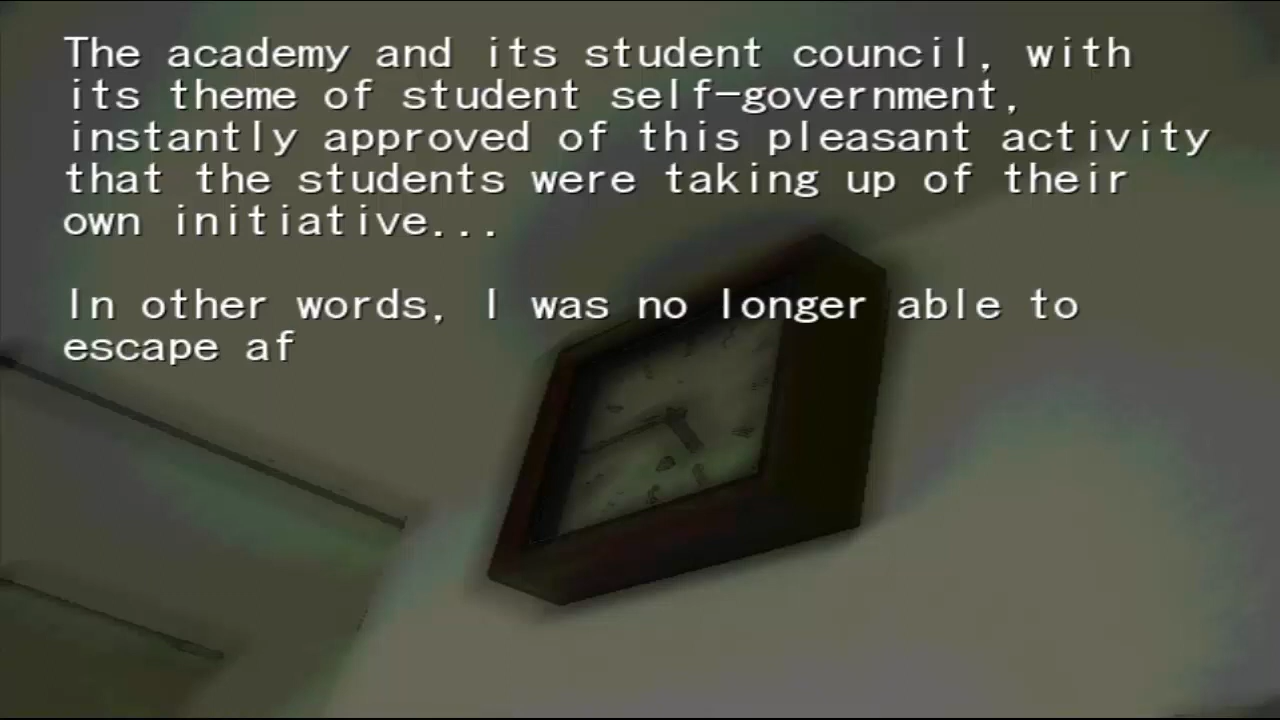 The academy and its student council, with
its theme of student self-government,
instantly approved of this pleasant activity
that the students were taking up of their
own initiative...
In other words, I was no longer able to
escape af